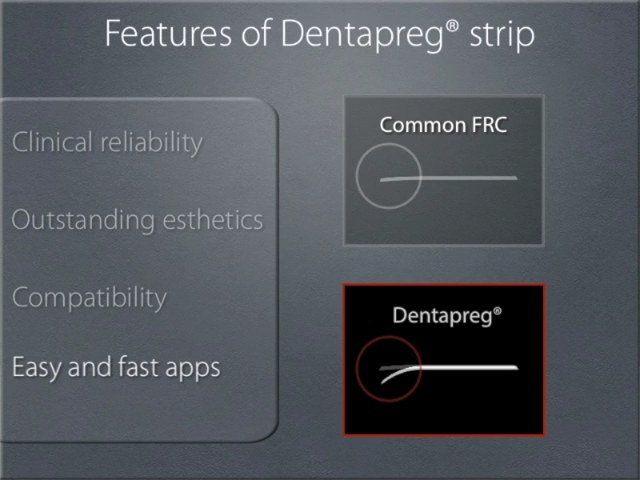 Features of Dentapreg® strip
Clinical reliability
Outstanding esthetics
Compatibility
Easy and fast apps
Common FRC
Dentapreg®